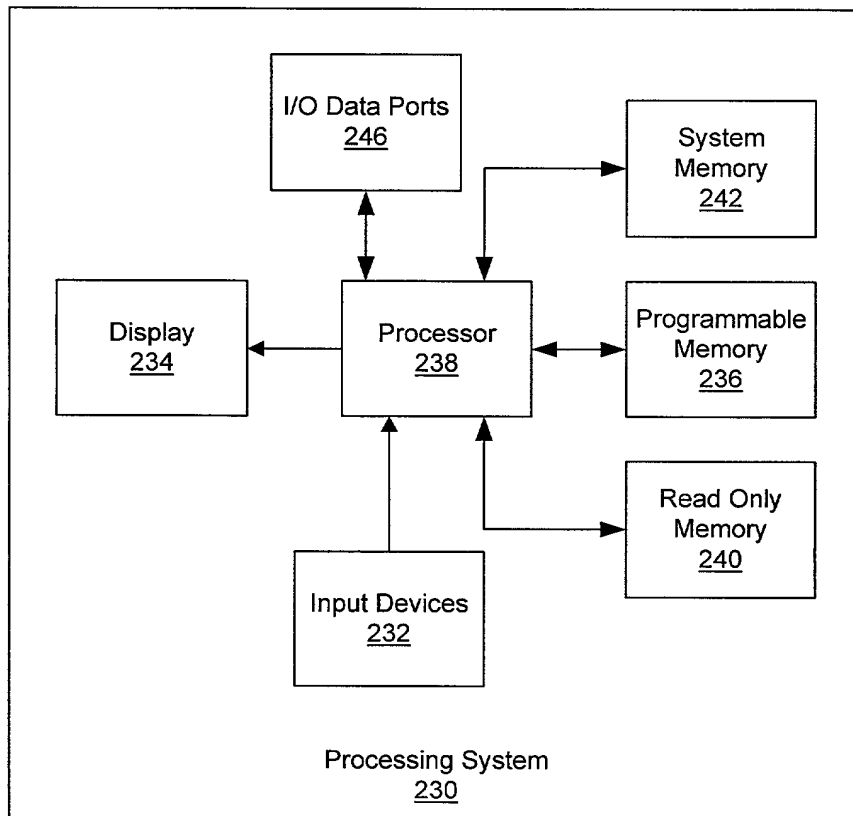 I/O Data Ports
246
System
Memory
242
Display
234
Processor
238
Programmable
Memory
236
Read Only
Memory
240
Input Devices
232
Processing System
230